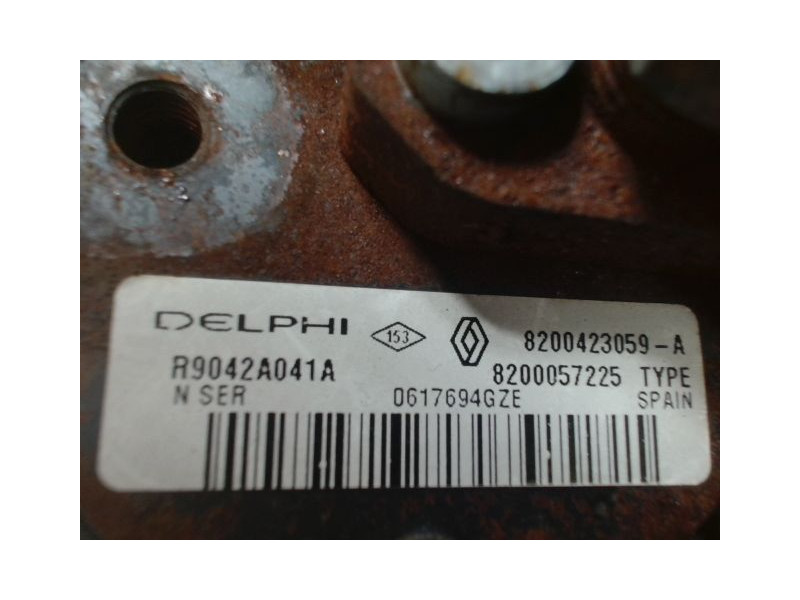 DELPHI 153 8200423059-A
R9042A041A 8200057225 TYPE
N SER 0617694GZE SPAIN